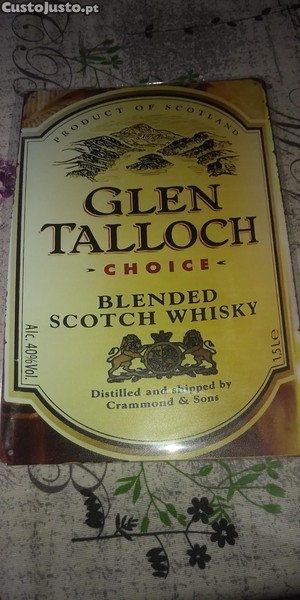 CustoJusto.pt
PRODUCT OF SCOTLAND
GLEN
TALLOCH
CHOICE
BLENDED
SCOTCH WHISKY
Alc. 40%Vol.
1.5L℮
Distilled and shipped by
Crammond & Sons